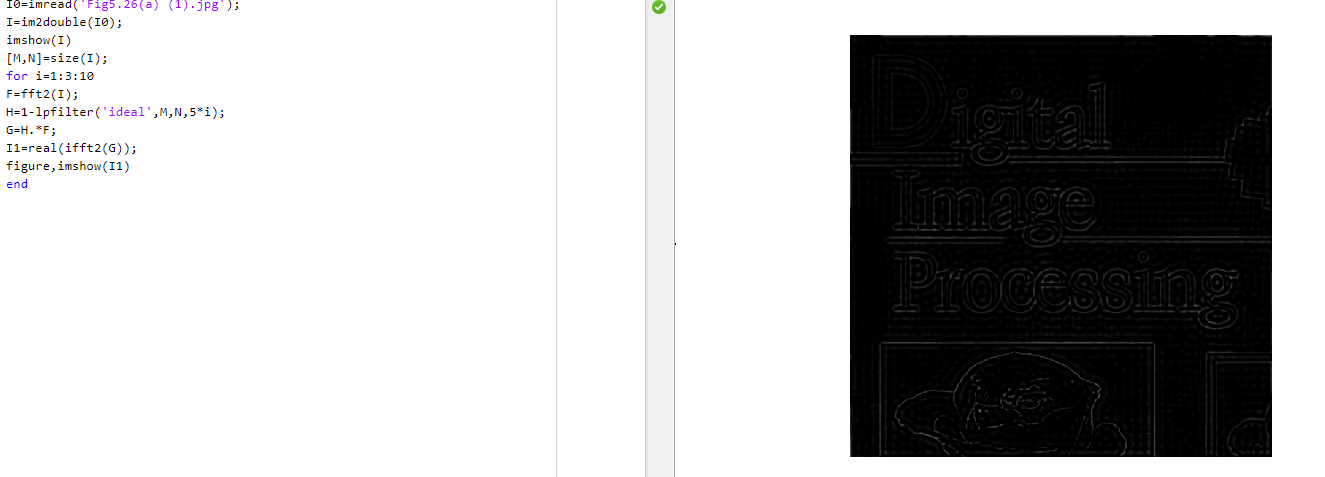 I0=imread('Fig5.26(a) (1).jpg');
I=im2double(I0);
imshow(I)
[M,N]=size(I);
for i=1:3:10
F=fft2(I);
H=1-lpfilter('ideal',M,N,5*i);
G=H.*F;
I1=real(ifft2(G));
figure,imshow(I1)
end
Digital
Image
Processing